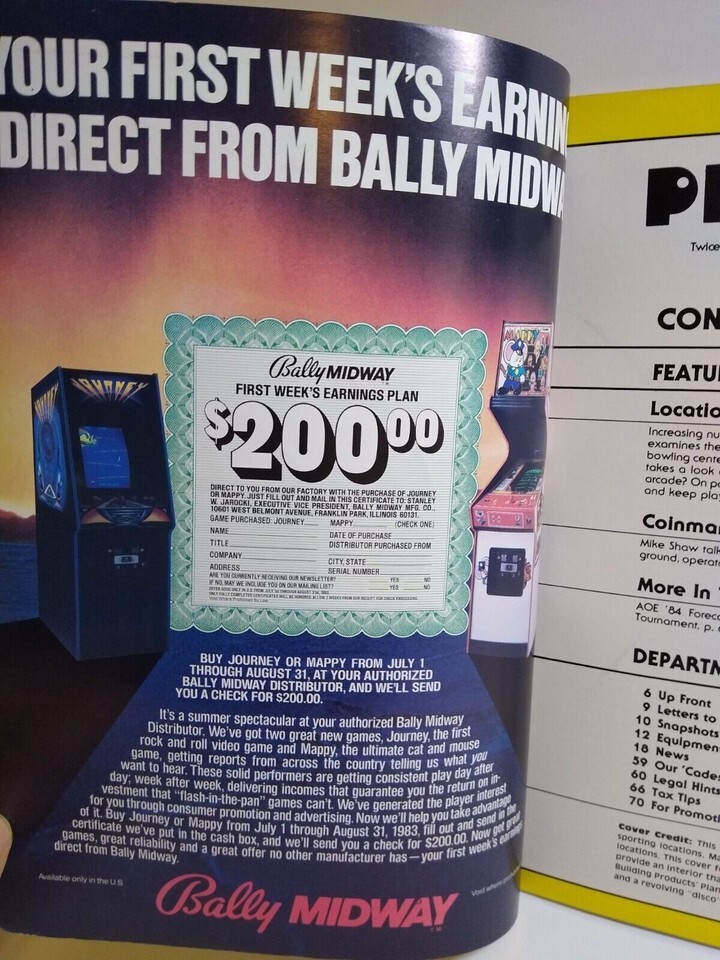 YOUR FIRST WEEK'S EARNIN
DIRECT FROM BALLY MIDWA
JOURNEY
MAPPY
Bally MIDWAY
FIRST WEEK'S EARNINGS PLAN
$200.00
DIRECT TO YOU FROM OUR FACTORY WITH THE PURCHASE OF JOURNEY
OR MAPPY. JUST FILL OUT AND MAIL IN THIS CERTIFICATE TO: STANLEY
W. JAROCKI, EXECUTIVE VICE PRESIDENT, BALLY MIDWAY MFG. CO.,
10601 WEST BELMONT AVENUE, FRANKLIN PARK, ILLINOIS 60131.
GAME PURCHASED: JOURNEY MAPPY (CHECK ONE)
NAME DATE OF PURCHASE
TITLE DISTRIBUTOR PURCHASED FROM
COMPANY CITY, STATE
ADDRESS SERIAL NUMBER
ARE YOU CURRENTLY RECEIVING OUR NEWSLETTER? YES NO
IF NO, MAY WE INCLUDE YOU ON OUR MAILING LIST? YES NO
Void Where Prohibited By Law
BUY JOURNEY OR MAPPY FROM JULY 1
THROUGH AUGUST 31, AT YOUR AUTHORIZED
BALLY MIDWAY DISTRIBUTOR, AND WE'LL SEND
YOU A CHECK FOR $200.00.
It's a summer spectacular at your authorized Bally Midway
Distributor. We've got two great new games, Journey, the first
rock and roll video game and Mappy, the ultimate cat and mouse
game, getting reports from across the country telling us what you
want to hear. These solid performers are getting consistent play day after
day; week after week, delivering incomes that guarantee you the return on in-
vestment that "flash-in-the-pan" games can't. We've generated the player interest
for you through consumer promotion and advertising. Now we'll help you take advantage
of it. Buy Journey or Mappy from July 1 through August 31, 1983, fill out and send in the
certificate we've put in the cash box, and we'll send you a check for $200.00. Now get great
games, great reliability and a great offer no other manufacturer has—your first week's earnings
direct from Bally Midway.
Available only in the U.S.
Void where
Bally MIDWAY
Twice
CON
FEATU
Locatio
Increasing nu
examines the
bowling cente
takes a look
arcade? On pa
and keep pla
Coinma
Mike Shaw talk
ground, operat
More In
AOE '84 Forec
Tournament, p.
DEPARTM
6 Up Front
9 Letters to
10 Snapshots
12 Equipmen
18 News
59 Our 'Cades
60 Legal Hints
66 Tax Tips
70 For Promoti
Cover Credit: This
sporting locations. Ma
locations. This cover f
provide an interior tha
Building Products' Plan
and a revolving "disco"